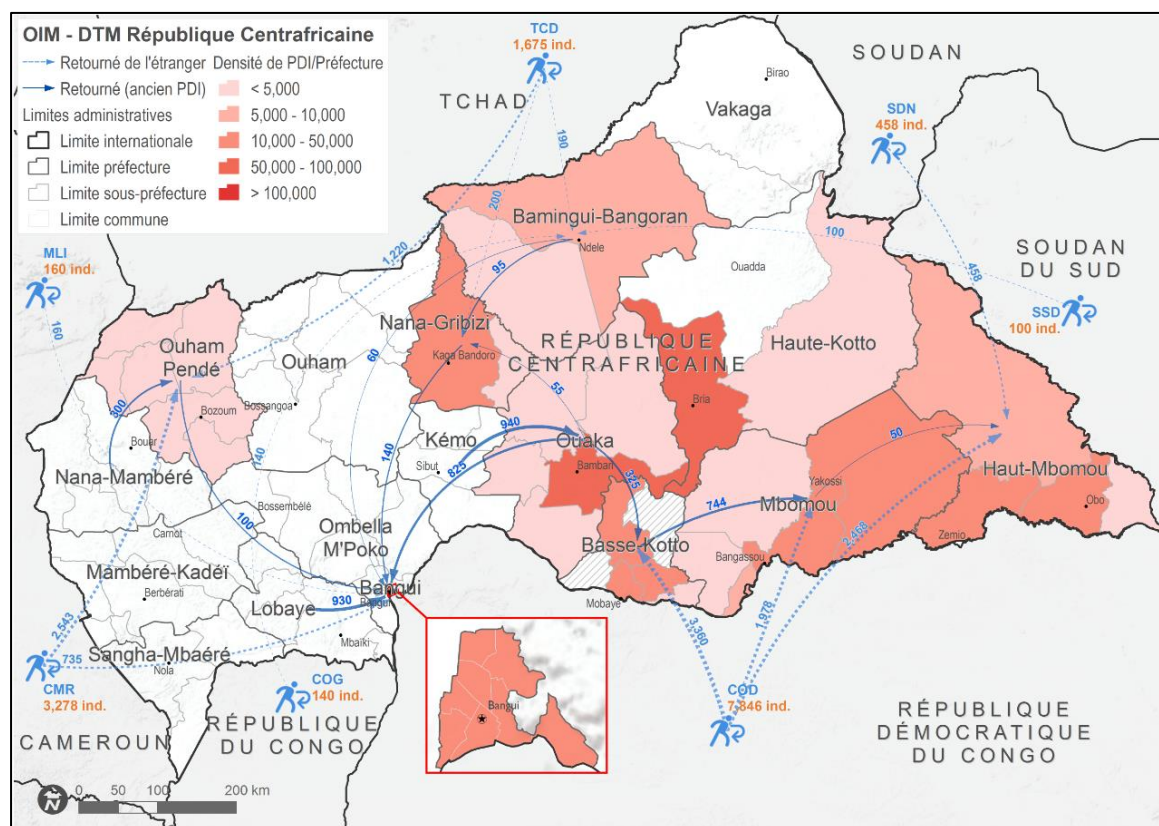 OIM - DTM République Centrafricaine
Retourné de l'étranger
Retourné (ancien PDI)
Limites administratives
Limite internationale
Limite préfecture
Limite sous-préfecture
Limite commune
Densité de PDI/Préfecture
< 5,000
5,000 - 10,000
10,000 - 50,000
50,000 - 100,000
> 100,000
TCD
1,675 ind.
SOUDAN
TCHAD
Birao
Vakaga
SDN
458 ind.
190
200
Bamingui-Bangoran
Ndele
100
1,220
MLI
160 ind.
Ouadda
458
SOUDAN
DU SUD
SSD
100 ind.
95
160
Nana-Gribizi
Kaga Bandoro
Ouham
Pendé
Ouham
RÉPUBLIQUE
CENTRAFRICAINE
Haute-Kotto
60
55
300
Bozoum
Bossangoa
Bria
Bouar
Kémo
940
Ouaka
50
140
140
Sibut
825
Bambari
325
Nana-Mambéré
Yakossi
Haut-Mbomou
744
Mbomou
Obo
Bossembélé
100
Ombella
M'Poko
Carnot
Basse-Kotto
2,468
Zemio
Bangassou
Mambéré-Kadéï
Berbérati
Bangui
Bangui
Lobaye
930
Mobaye
1,978
3,360
2,543
Mbaïki
Sangha-Mbaéré
Nola
735
CMR
3,278 ind.
COG
140 ind.
Bangui
COD
7,846 ind.
CAMEROUN
RÉPUBLIQUE
DU CONGO
RÉPUBLIQUE
DÉMOCRATIQUE
DU CONGO
N
0 50 100 200 km